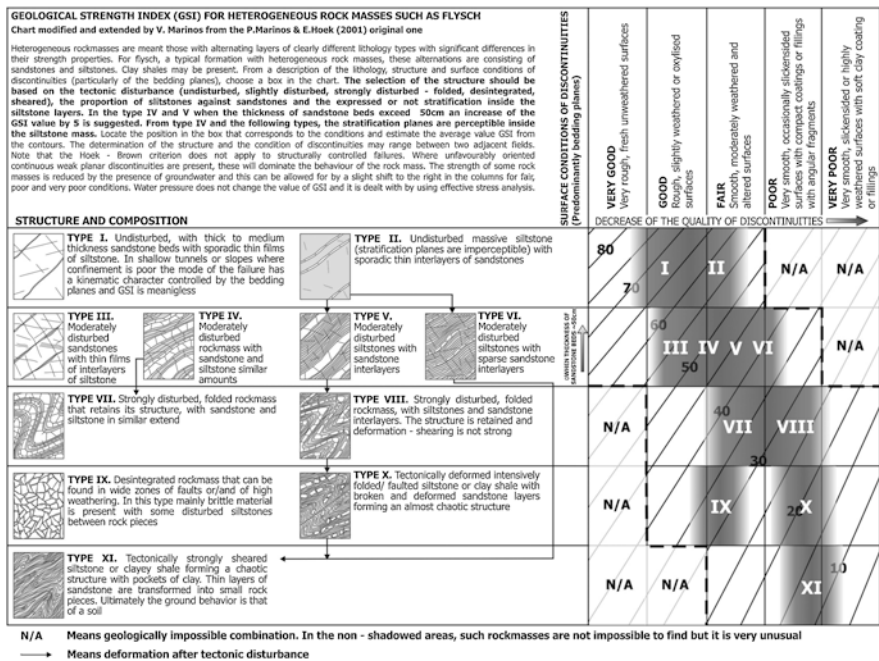 GEOLOGICAL STRENGTH INDEX (GSI) FOR HETEROGENEOUS ROCK MASSES SUCH AS FLYSCH
Chart modified and extended by V. Marinos from the P.Marinos & E.Hoek (2001) original one
Heterogeneous rockmasses are meant those with alternating layers of clearly different lithology types with significant differences in
their strength properties. For flysch, a typical formation with heterogeneous rock masses, these alternations are consisting of
sandstones and siltstones. Clay shales may be present. From a description of the lithology, structure and surface conditions of
discontinuities (particularly of the bedding planes), choose a box in the chart. The selection of the structure should be
based on the tectonic disturbance (undisturbed, slightly disturbed, strongly disturbed - folded, desintegrated,
sheared), the proportion of slitstones against sandstones and the expressed or not stratification inside the
siltstone layers. In the type IV and V when the thickness of sandstone beds exceed 50cm an increase of the
GSI value by 5 is suggested. From type IV and the following types, the stratification planes are perceptible inside
the siltstone mass. Locate the position in the box that corresponds to the conditions and estimate the average value GSI from
the contours. The determination of the structure and the condition of discontinuities may range between two adjacent fields.
Note that the Hoek - Brown criterion does not apply to structurally controlled failures. Where unfavourably oriented
continuous weak planar discontinuities are present, these will dominate the behaviour of the rock mass. The strength of some rock
masses is reduced by the presence of groundwater and this can be allowed for by a slight shift to the right in the columns for fair,
poor and very poor conditions. Water pressure does not change the value of GSI and it is dealt with by using effective stress analysis.
SURFACE CONDITIONS OF DISCONTINUITIES
(Predominantly bedding planes)
VERY GOOD
Very rough, fresh unweathered surfaces
GOOD
Rough, slightly weathered or oxylised
surfaces
FAIR
Smooth, moderately weathered and
altered surfaces
POOR
Very smooth, occasionally slickensided
surfaces with compact coatings or fillings
with angular fragments
VERY POOR
Very smooth, slickensided or highly
weathered surfaces with soft clay coating
or fillings
STRUCTURE AND COMPOSITION
DECREASE OF THE QUALITY OF DISCONTINUITIES
TYPE I. Undisturbed, with thick to medium
thickness sandstone beds with sporadic thin films
of siltstone. In shallow tunnels or slopes where
confinement is poor the mode of the failure has
a kinematic character controlled by the bedding
planes and GSI is meaningless
TYPE II. Undisturbed massive siltstone
(stratification planes are imperceptible) with
sporadic thin interlayers of sandstones
80
70
I
II
N/A
N/A
TYPE III.
Moderately
disturbed
sandstones
with thin films
of interlayers
of siltstone
TYPE IV.
Moderately
disturbed
rockmass with
sandstone and
siltstone similar
amounts
TYPE V.
Moderately
disturbed
siltstones with
sandstone
interlayers
TYPE VI.
Moderately
disturbed
siltstones with
sparse sandstone
interlayers
WHEN THICKNESS OF
SANDSTONE BEDS >50cm
60
III IV V VI
50
N/A
TYPE VII. Strongly disturbed, folded rockmass
that retains its structure, with sandstone and
siltstone in similar extend
TYPE VIII. Strongly disturbed, folded
rockmass, with siltstones and sandstone
interlayers. The structure is retained and
deformation - shearing is not strong
N/A
40
VII
VIII
30
TYPE IX. Desintegrated rockmass that can be
found in wide zones of faults or/and of high
weathering. In this type mainly brittle material
is present with some disturbed siltstones
between rock pieces
TYPE X. Tectonically deformed intensively
folded/ faulted siltstone or clay shale with
broken and deformed sandstone layers
forming an almost chaotic structure
N/A
IX
X
20
TYPE XI. Tectonically strongly sheared
siltstone or clayey shale forming a chaotic
structure with pockets of clay. Thin layers of
sandstone are transformed into small rock
pieces. Ultimately the ground behavior is that
of a soil
N/A
N/A
10
XI
N/A Means geologically impossible combination. In the non - shadowed areas, such rockmasses are not impossible to find but it is very unusual
Means deformation after tectonic disturbance